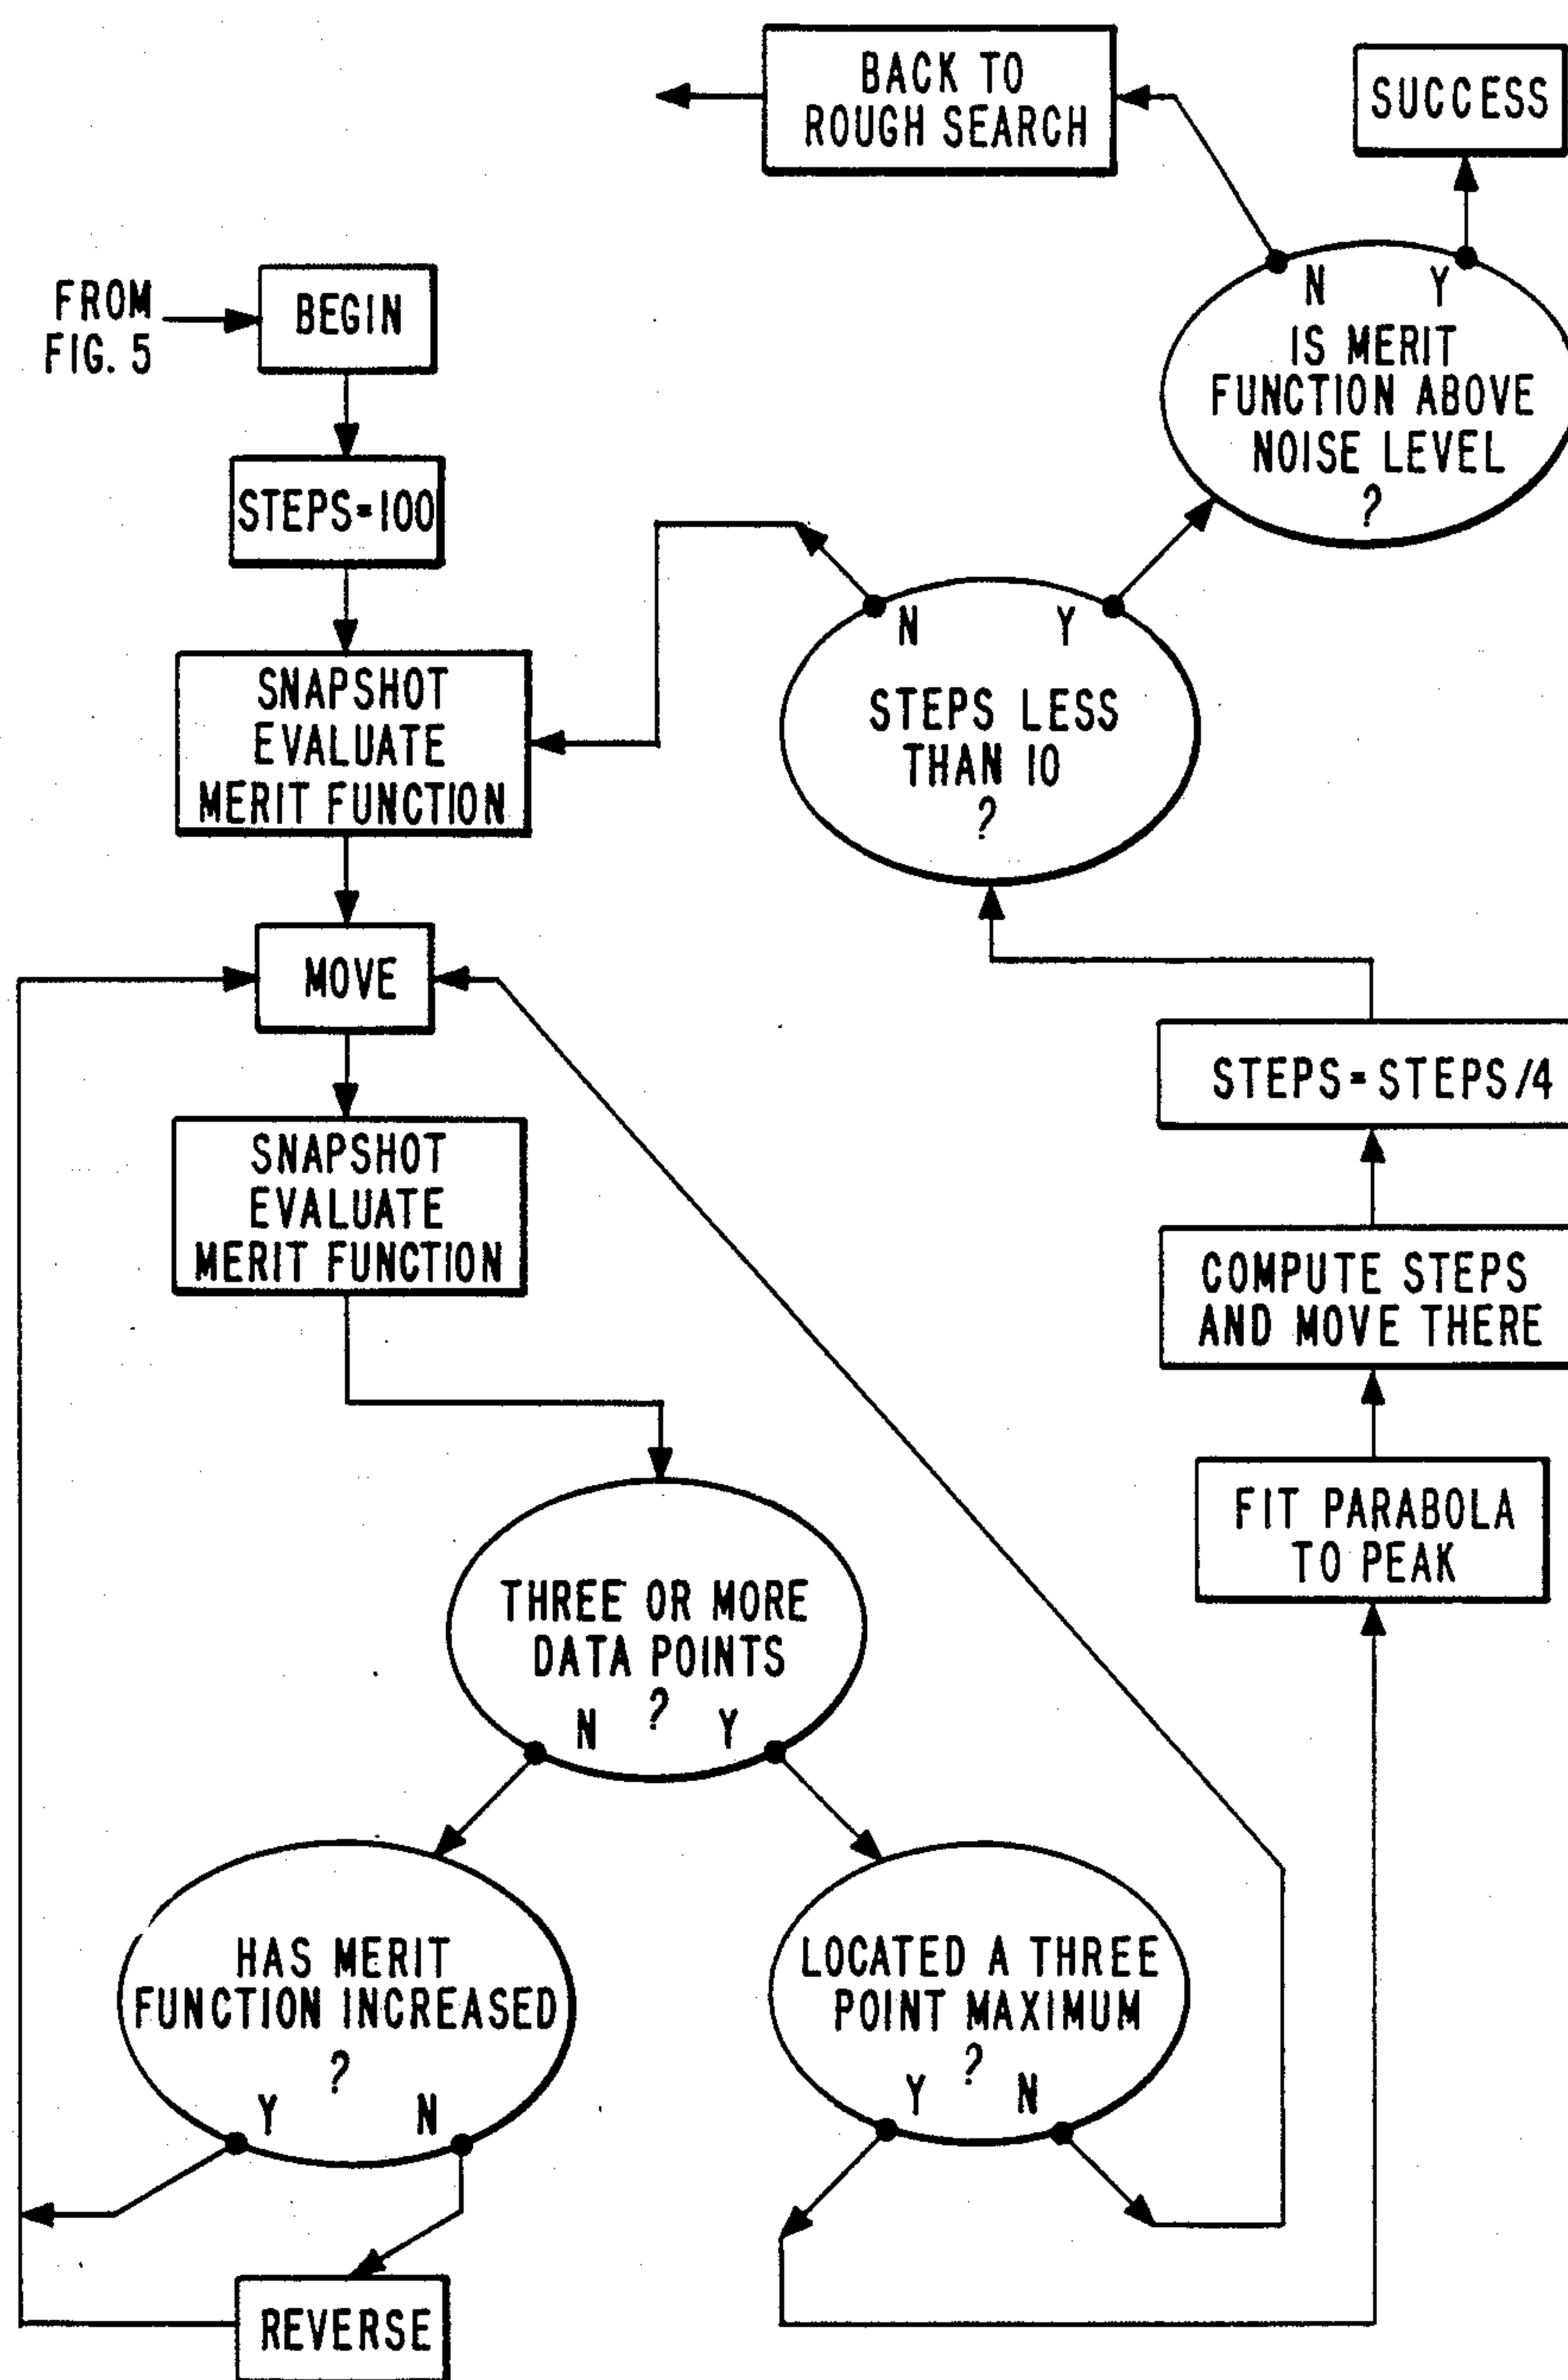 BACK TO
ROUGH SEARCH
SUCCESS
FROM
FIG. 5
BEGIN
N Y
IS MERIT
FUNCTION ABOVE
NOISE LEVEL
?
STEPS=100
N Y
STEPS LESS
THAN 10
?
SNAPSHOT
EVALUATE
MERIT FUNCTION
MOVE
STEPS=STEPS/4
SNAPSHOT
EVALUATE
MERIT FUNCTION
COMPUTE STEPS
AND MOVE THERE
FIT PARABOLA
TO PEAK
THREE OR MORE
DATA POINTS
N ? Y
HAS MERIT
FUNCTION INCREASED
?
Y N
LOCATED A THREE
POINT MAXIMUM
?
Y N
REVERSE